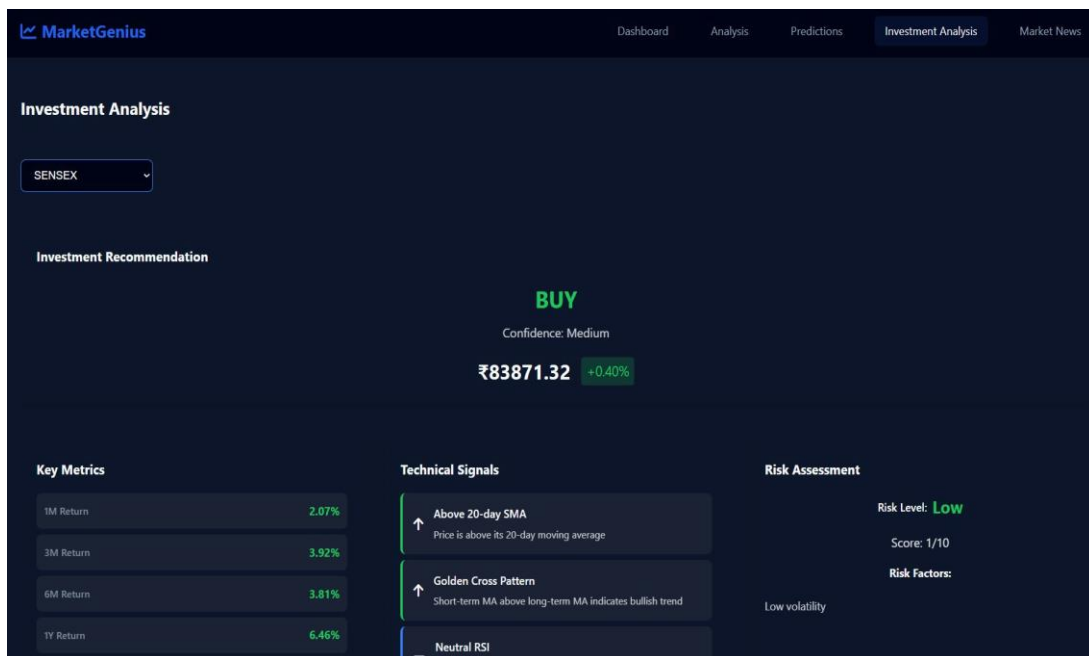 MarketGenius
Dashboard Analysis Predictions Investment Analysis Market News
Investment Analysis
SENSEX
Investment Recommendation
BUY
Confidence: Medium
₹83871.32 +0.40%
Key Metrics
1M Return 2.07%
3M Return 3.92%
6M Return 3.81%
1Y Return 6.46%
Technical Signals
Above 20-day SMA
Price is above its 20-day moving average
Golden Cross Pattern
Short-term MA above long-term MA indicates bullish trend
Neutral RSI
Risk Assessment
Risk Level: Low
Score: 1/10
Risk Factors:
Low volatility